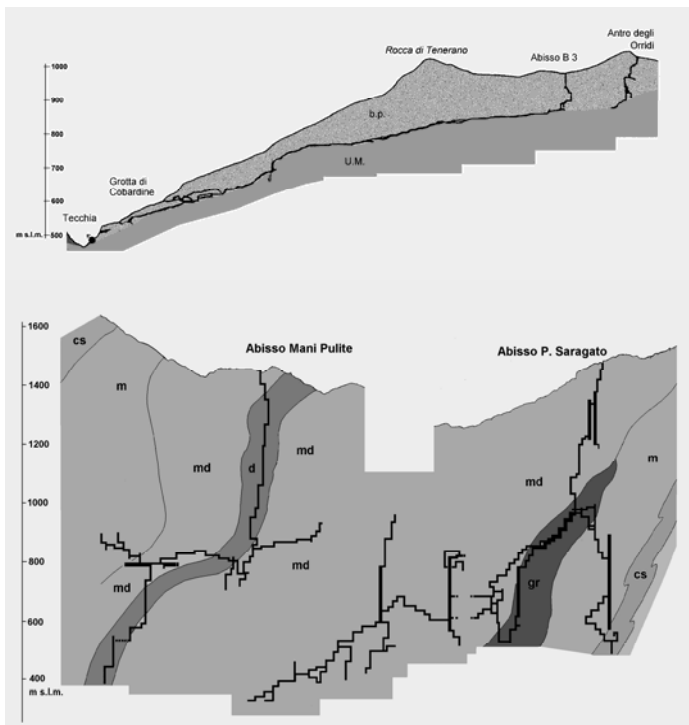 Antro degli
Orridi
Rocca di Tenerano
Abisso B 3
1000
900
b.p.
800
700
U.M.
Grotta di
Cobardine
600
Tecchia
500
m s.l.m.
1600
cs
Abisso Mani Pulite
Abisso P. Saragato
m
1400
1200
md
d
md
md
m
1000
800
md
md
gr
cs
600
400
m s.l.m.